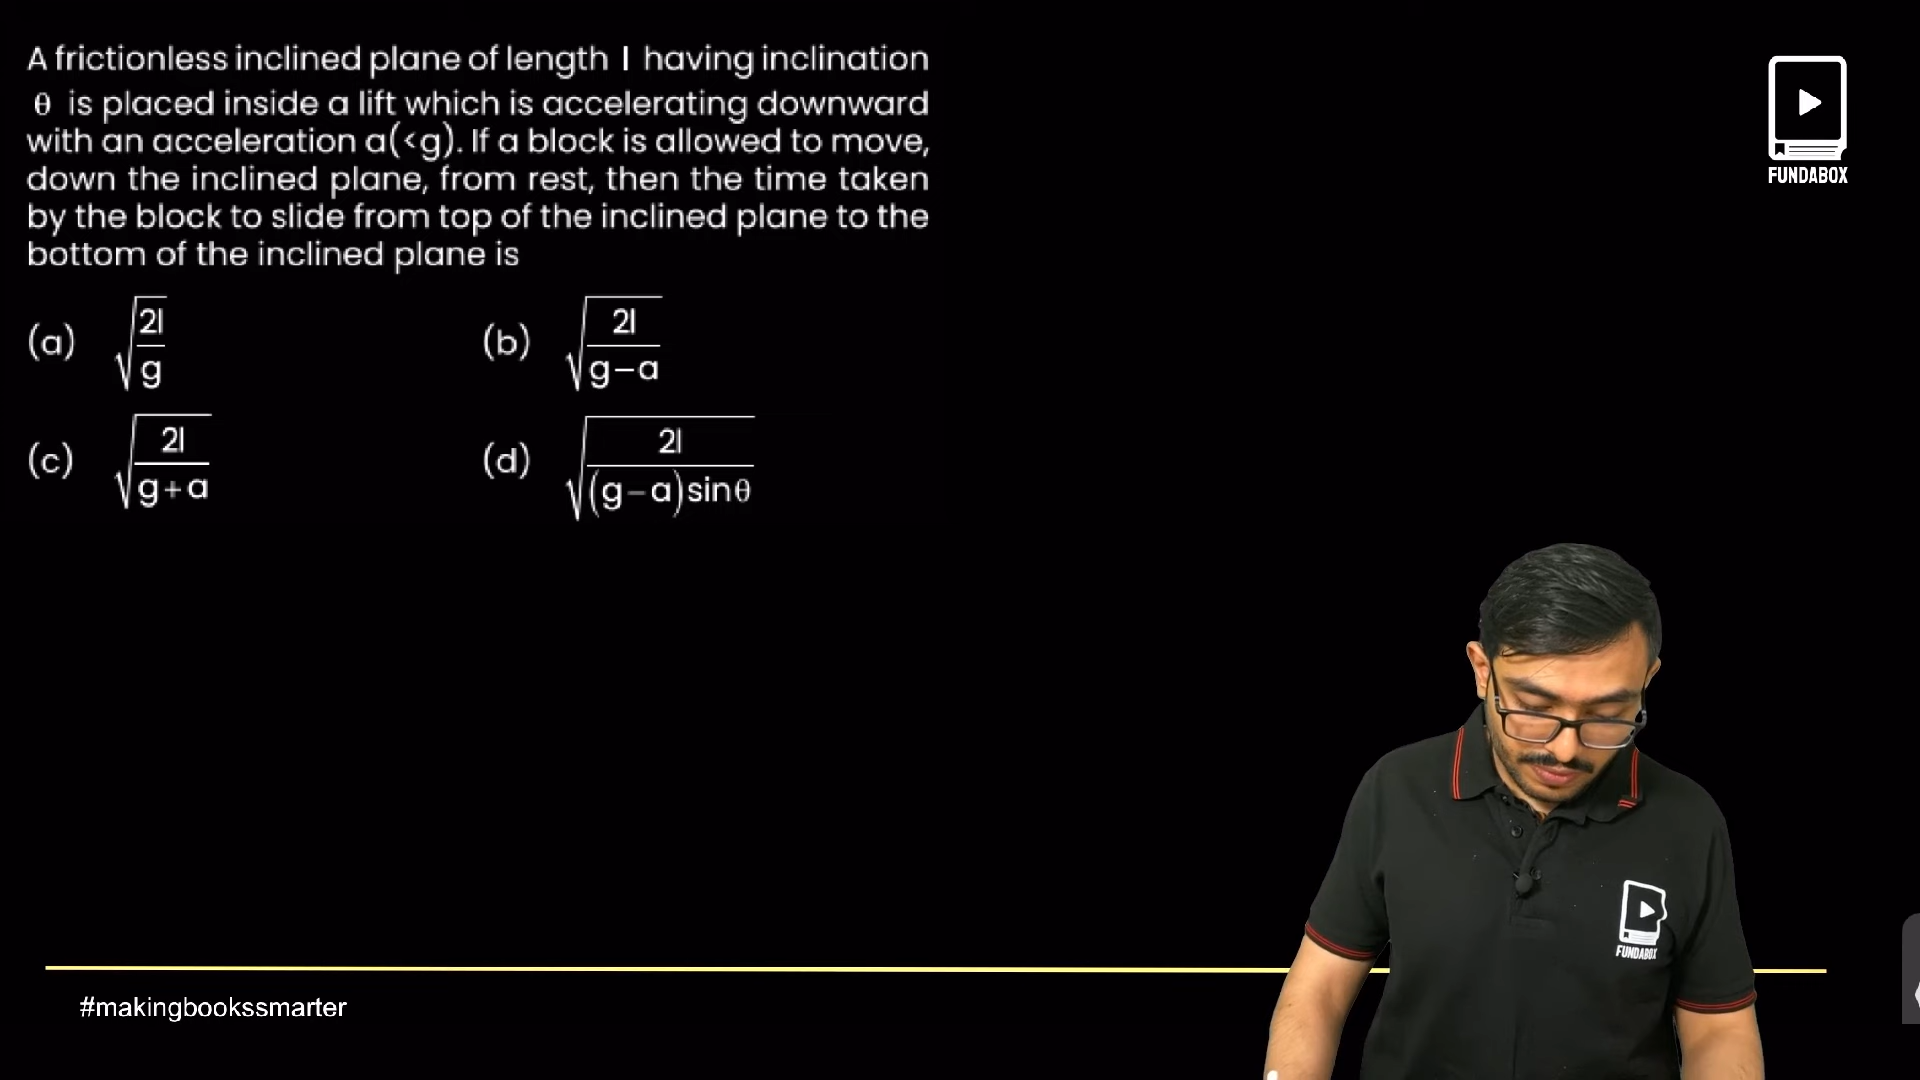 A frictionless inclined plane of length l having inclination
θ is placed inside a lift which is accelerating downward
with an acceleration a(<g). If a block is allowed to move,
down the inclined plane, from rest, then the time taken
by the block to slide from top of the inclined plane to the
bottom of the inclined plane is
(a) √(2l/g) (b) √(2l/(g−a))
(c) √(2l/(g+a)) (d) √(2l/((g−a)sinθ))
FUNDABOX
FUNDABOX
#makingbookssmarter